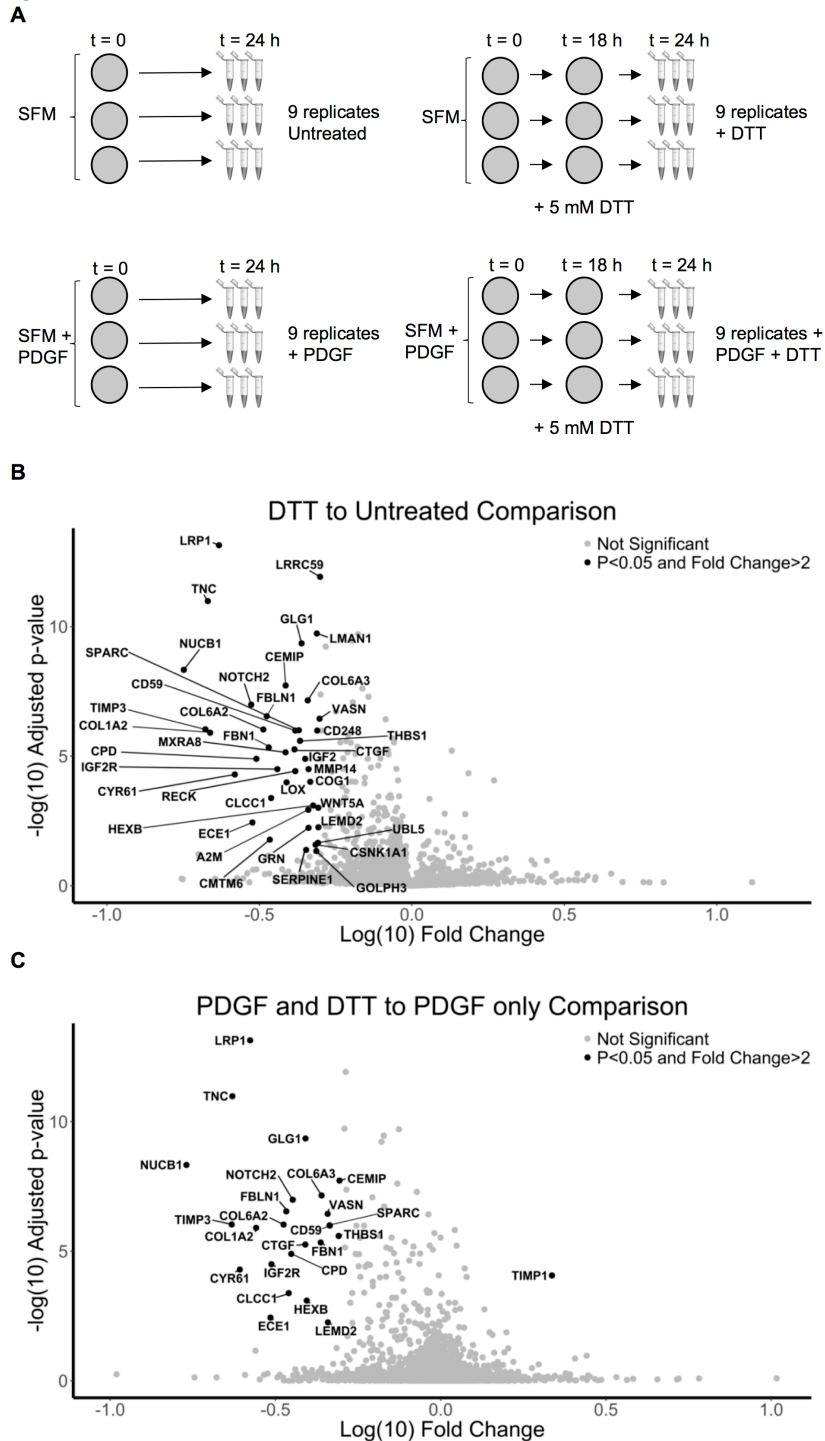 A
t = 0 t = 24 h
SFM
9 replicates
Untreated
t = 0 t = 18 h t = 24 h
SFM
9 replicates
+ DTT
+ 5 mM DTT
t = 0 t = 24 h
SFM +
PDGF
9 replicates
+ PDGF
t = 0 t = 18 h t = 24 h
SFM +
PDGF
9 replicates +
PDGF + DTT
+ 5 mM DTT
B
DTT to Untreated Comparison
Not Significant
P<0.05 and Fold Change>2
-log(10) Adjusted p-value
10
5
0
LRP1
LRRC59
TNC
GLG1
LMAN1
NUCB1
SPARC
CEMIP
NOTCH2
COL6A3
CD59
FBLN1
VASN
TIMP3
COL6A2
CD248
COL1A2
FBN1
THBS1
MXRA8
CTGF
CPD
IGF2
IGF2R
MMP14
CYR61
RECK
LOX
COG1
CLCC1
WNT5A
HEXB
ECE1
LEMD2
UBL5
A2M
GRN
CSNK1A1
CMTM6
SERPINE1
GOLPH3
-1.0 -0.5 0.0 0.5 1.0
Log(10) Fold Change
C
PDGF and DTT to PDGF only Comparison
Not Significant
P<0.05 and Fold Change>2
-log(10) Adjusted p-value
10
5
0
LRP1
TNC
GLG1
NUCB1
NOTCH2
COL6A3
CEMIP
FBLN1
VASN
TIMP3
COL6A2
SPARC
COL1A2
CD59
THBS1
CTGF
FBN1
CYR61
IGF2R
CPD
TIMP1
CLCC1
HEXB
ECE1
LEMD2
-1.0 -0.5 0.0 0.5 1.0
Log(10) Fold Change